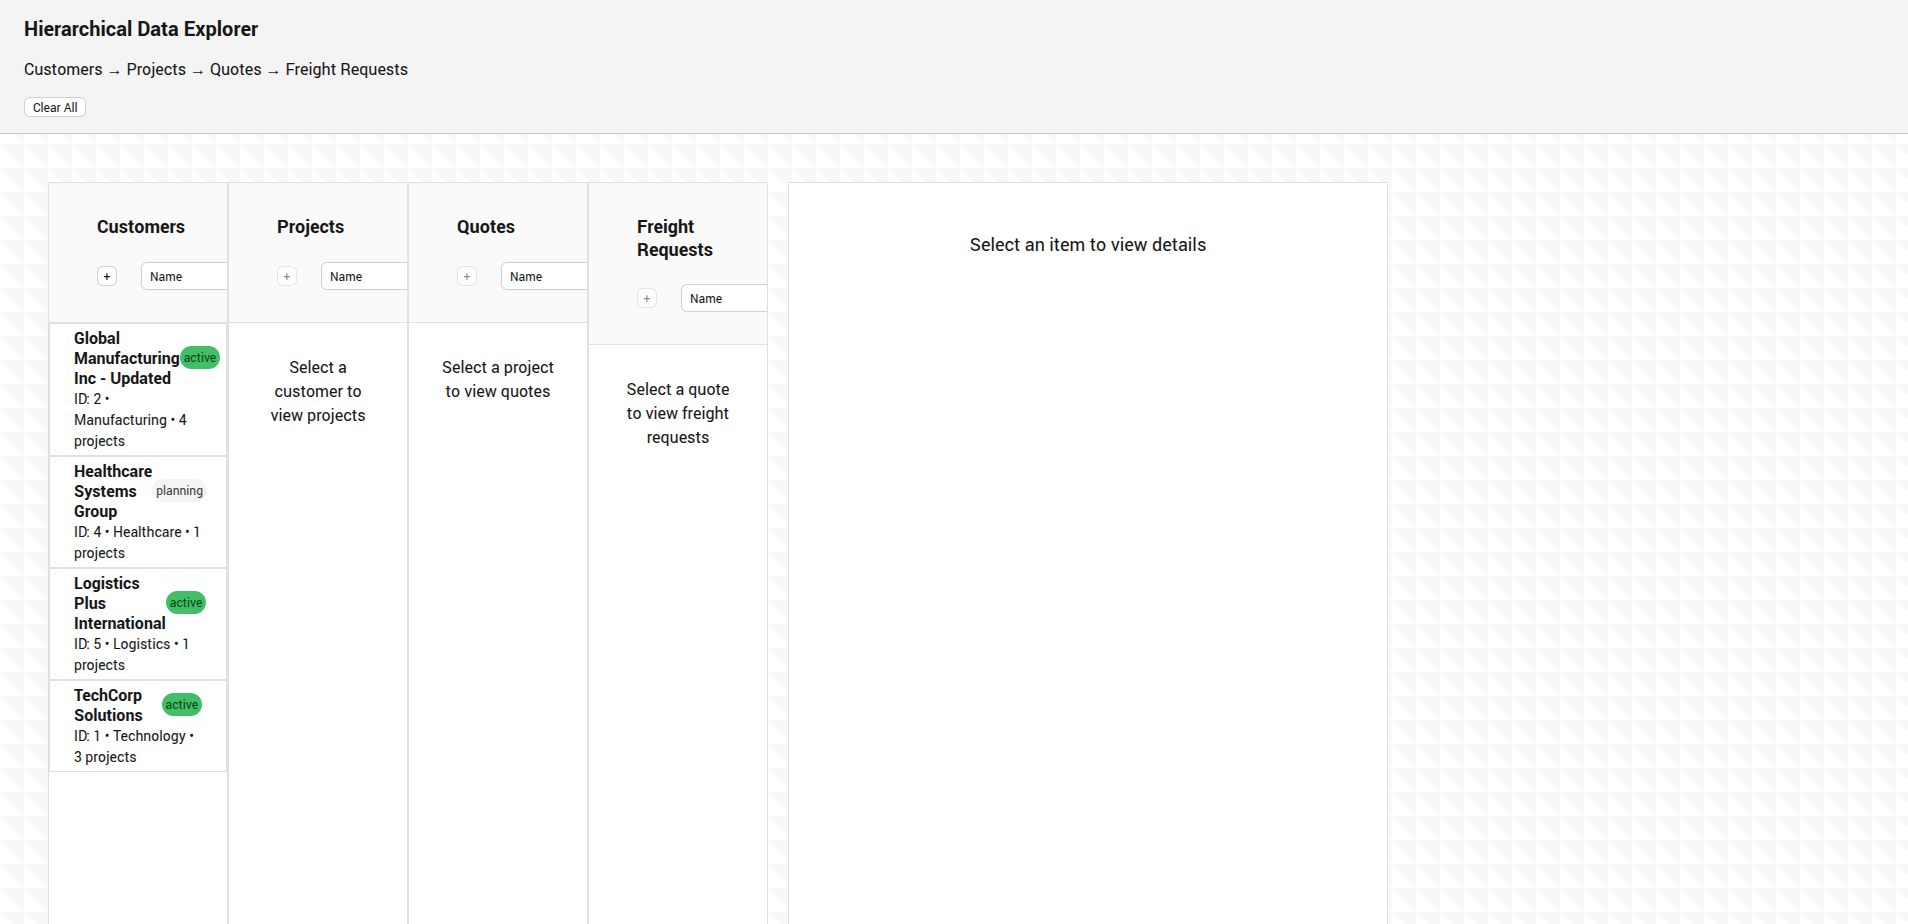 Hierarchical Data Explorer
Customers → Projects → Quotes → Freight Requests
Clear All
Customers
+ Name
Global
Manufacturing
Inc - Updated
active
ID: 2 •
Manufacturing • 4
projects
Healthcare
Systems
Group
planning
ID: 4 • Healthcare • 1
projects
Logistics
Plus
International
active
ID: 5 • Logistics • 1
projects
TechCorp
Solutions
active
ID: 1 • Technology •
3 projects
Projects
+ Name
Select a
customer to
view projects
Quotes
+ Name
Select a project
to view quotes
Freight
Requests
+ Name
Select a quote
to view freight
requests
Select an item to view details